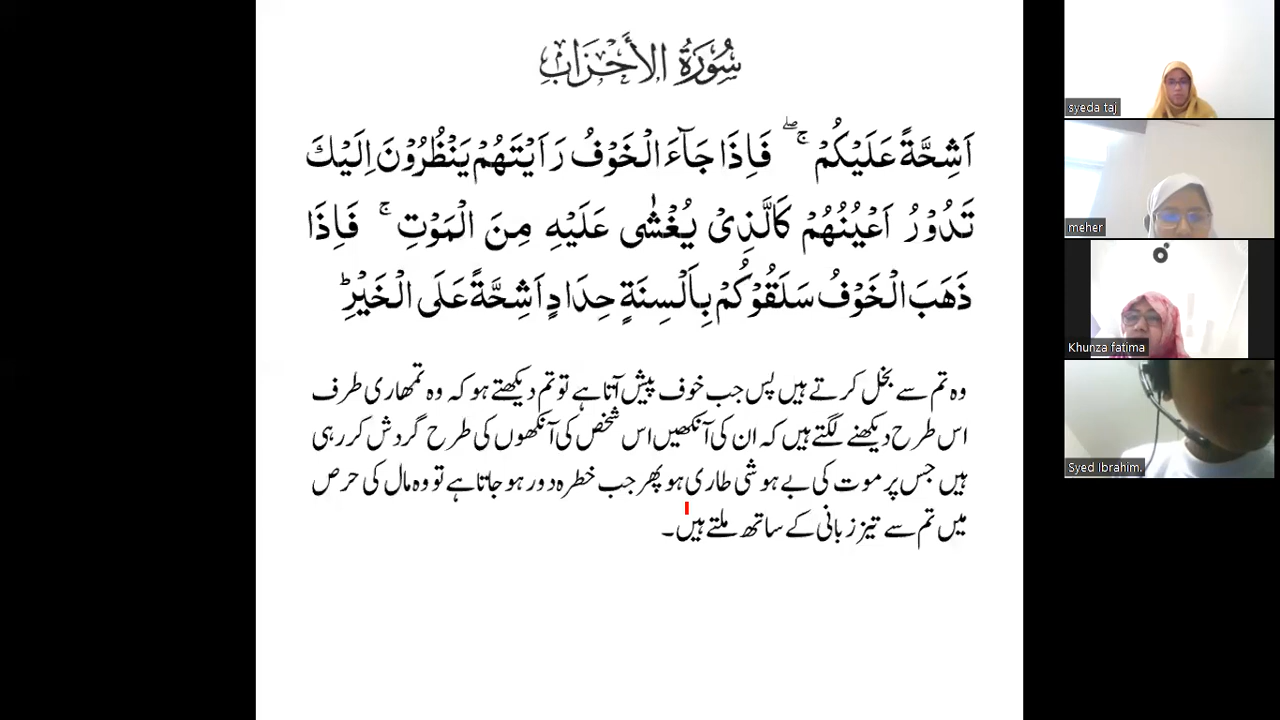 سُورَةُ الأَحْزَابِ
اَشِحَّةً عَلَيْكُمْ ۖۚ فَاِذَا جَآءَ الْخَوْفُ رَاَيْتَهُمْ يَنْظُرُوْنَ اِلَيْكَ
تَدُوْرُ اَعْيُنُهُمْ كَالَّذِيْ يُغْشٰى عَلَيْهِ مِنَ الْمَوْتِ ۚ فَاِذَا
ذَهَبَ الْخَوْفُ سَلَقُوْكُمْ بِاَلْسِنَةٍ حِدَادٍ اَشِحَّةً عَلَى الْخَيْرِؕ
وہ تم سے بخل کرتے ہیں پس جب خوف پیش آتا ہے تو تم دیکھتے ہو کہ وہ تمھاری طرف
اس طرح دیکھنے لگتے ہیں کہ ان کی آنکھیں اس شخص کی آنکھوں کی طرح گردش کر رہی
ہیں جس پر موت کی بے ہوشی طاری ہو پھر جب خطرہ دور ہو جاتا ہے تو وہ مال کی حرص
میں تم سے تیز زبانی کے ساتھ ملتے ہیں۔
syeda taj
meher
Khunza fatima
Syed Ibrahim.